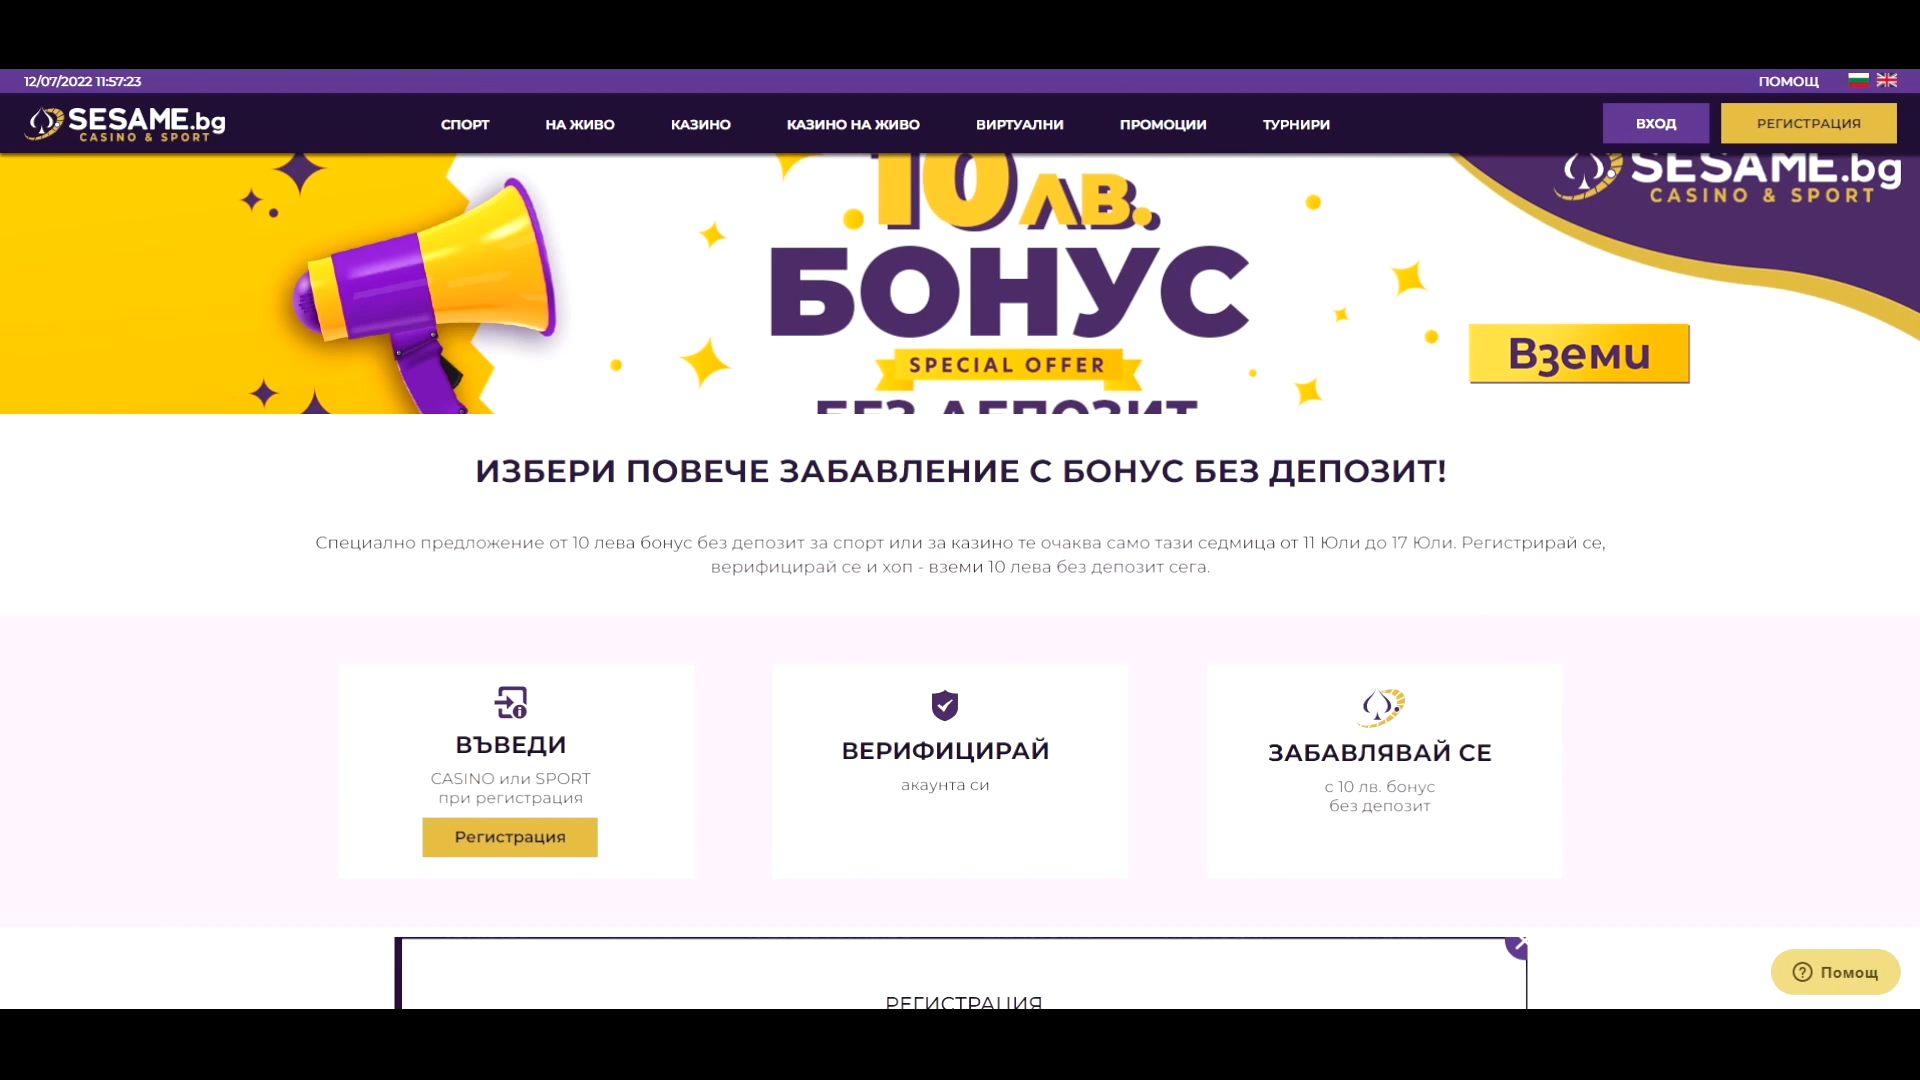 12/07/2022 11:57:23
ПОМОЩ
SESAME.bg
CASINO & SPORT
СПОРТ
НА ЖИВО
КАЗИНО
КАЗИНО НА ЖИВО
ВИРТУАЛНИ
ПРОМОЦИИ
ТУРНИРИ
ВХОД
РЕГИСТРАЦИЯ
10 ЛВ.
БОНУС
SPECIAL OFFER
БЕЗ ДЕПОЗИТ
SESAME.bg
CASINO & SPORT
Вземи
ИЗБЕРИ ПОВЕЧЕ ЗАБАВЛЕНИЕ С БОНУС БЕЗ ДЕПОЗИТ!
Специално предложение от 10 лева бонус без депозит за спорт или за казино те очаква само тази седмица от 11 Юли до 17 Юли. Регистрирай се,
верифицирай се и хоп - вземи 10 лева без депозит сега.
ВЪВЕДИ
CASINO или SPORT
при регистрация
Регистрация
ВЕРИФИЦИРАЙ
акаунта си
ЗАБАВЛЯВАЙ СЕ
с 10 лв. бонус
без депозит
РЕГИСТРАЦИЯ
Помощ